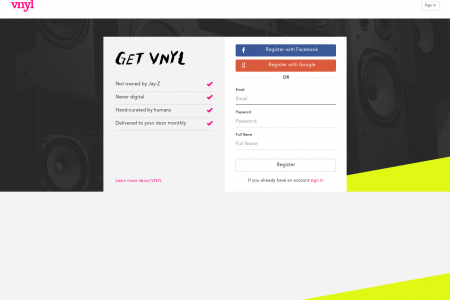 vnyl
Sign in
GET VNYL
Not owned by Jay-Z
Never digital
Hand-curated by humans
Delivered to your door monthly
Learn more about VNYL
f Register with Facebook
g Register with Google
OR
Email
Email
Password
Password
Full Name
Full Name
Register
If you already have an account sign in